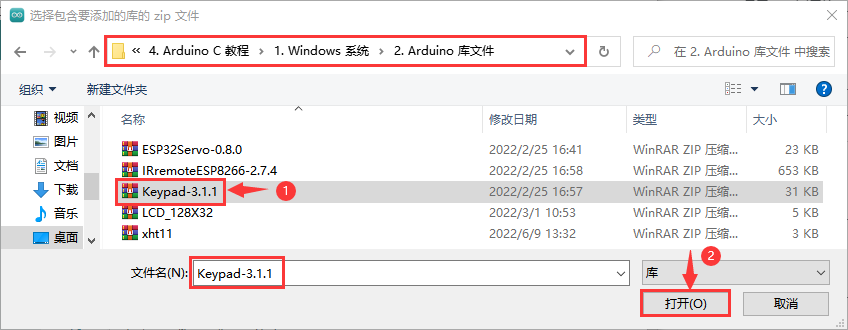 选择包含要添加的库的 zip 文件
« 4. Arduino C 教程 > 1. Windows 系统 > 2. Arduino 库文件
在 2. Arduino 库文件 中搜索
组织 新建文件夹
名称 修改日期 类型 大小
视频
图片
文档
下载
音乐
桌面
ESP32Servo-0.8.0 2022/2/25 16:41 WinRAR ZIP 压缩... 23 KB
IRremoteESP8266-2.7.4 2022/2/25 16:58 WinRAR ZIP 压缩... 653 KB
Keypad-3.1.1 1 2022/2/25 16:57 WinRAR ZIP 压缩... 31 KB
LCD_128X32 2022/3/1 10:53 WinRAR ZIP 压缩... 5 KB
xht11 2022/6/9 13:32 WinRAR ZIP 压缩... 3 KB
2
文件名(N): Keypad-3.1.1 库
打开(O) 取消